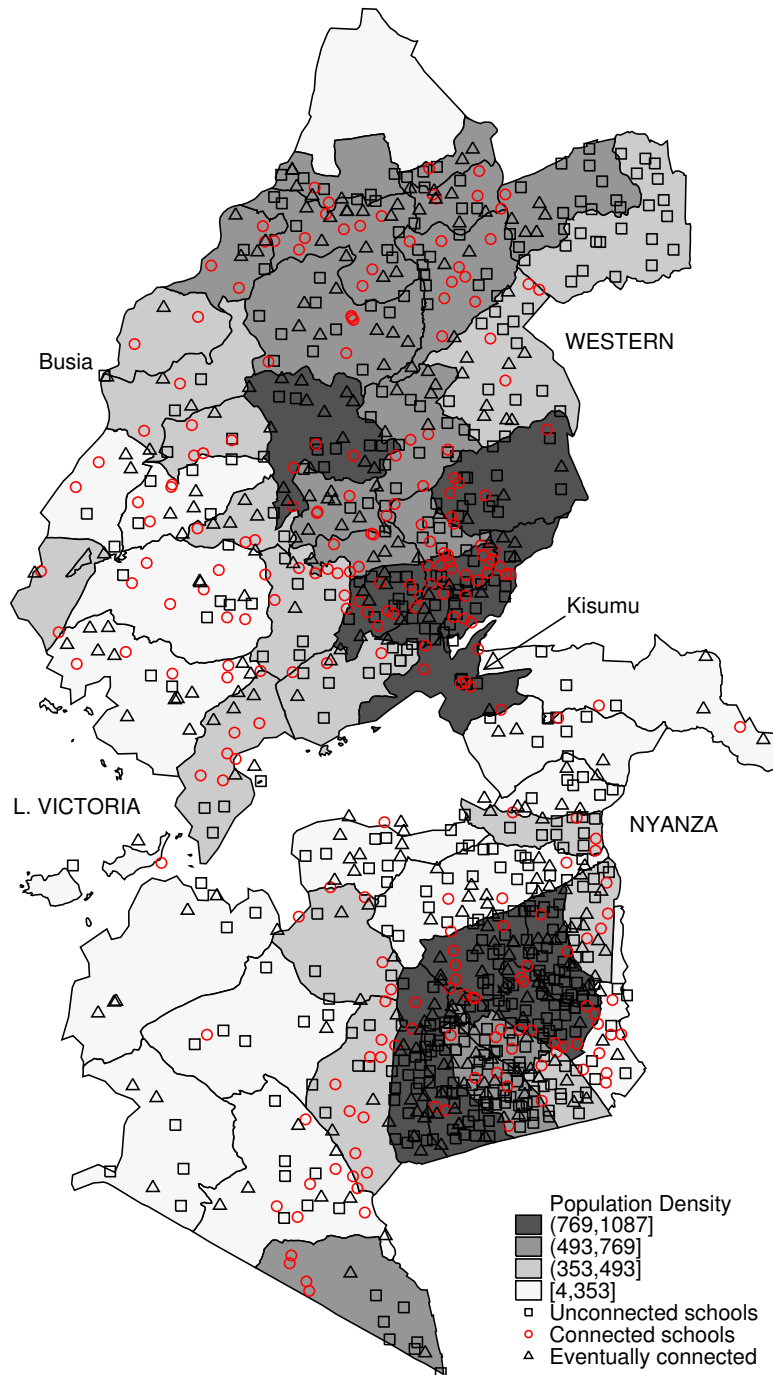 WESTERN
Busia
Kisumu
L. VICTORIA
NYANZA
Population Density
(769,1087]
(493,769]
(353,493]
[4,353]
Unconnected schools
Connected schools
Eventually connected